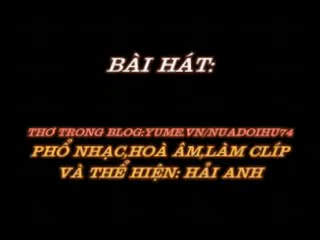 BÀI HÁT:
THƠ TRONG BLOG:YUME.VN/NUADOIHU74
PHỔ NHẠC,HOÀ ÂM,LÀM CLÍP
VÀ THỂ HIỆN: HẢI ANH